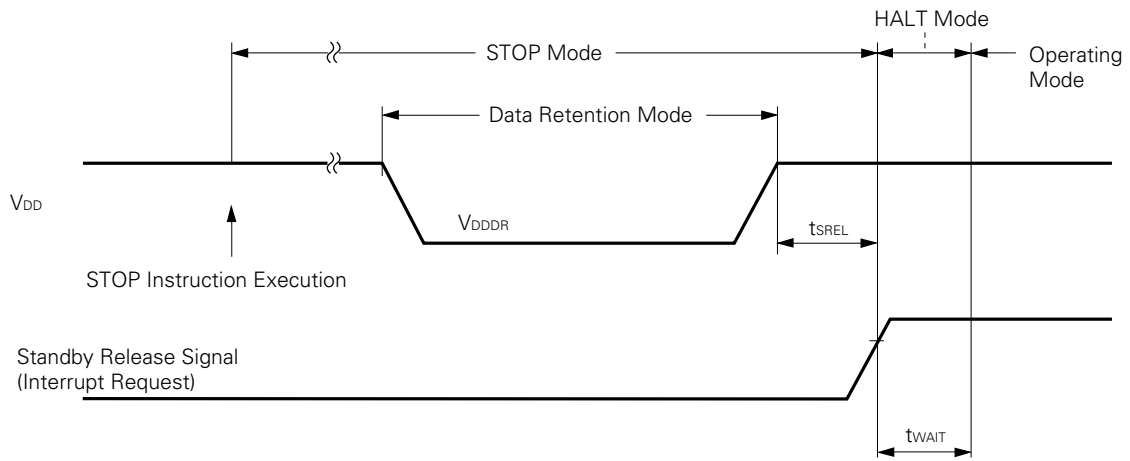 HALT Mode
STOP Mode
Operating
Mode
Data Retention Mode
VDD
VDDDR
tSREL
STOP Instruction Execution
Standby Release Signal
(Interrupt Request)
tWAIT